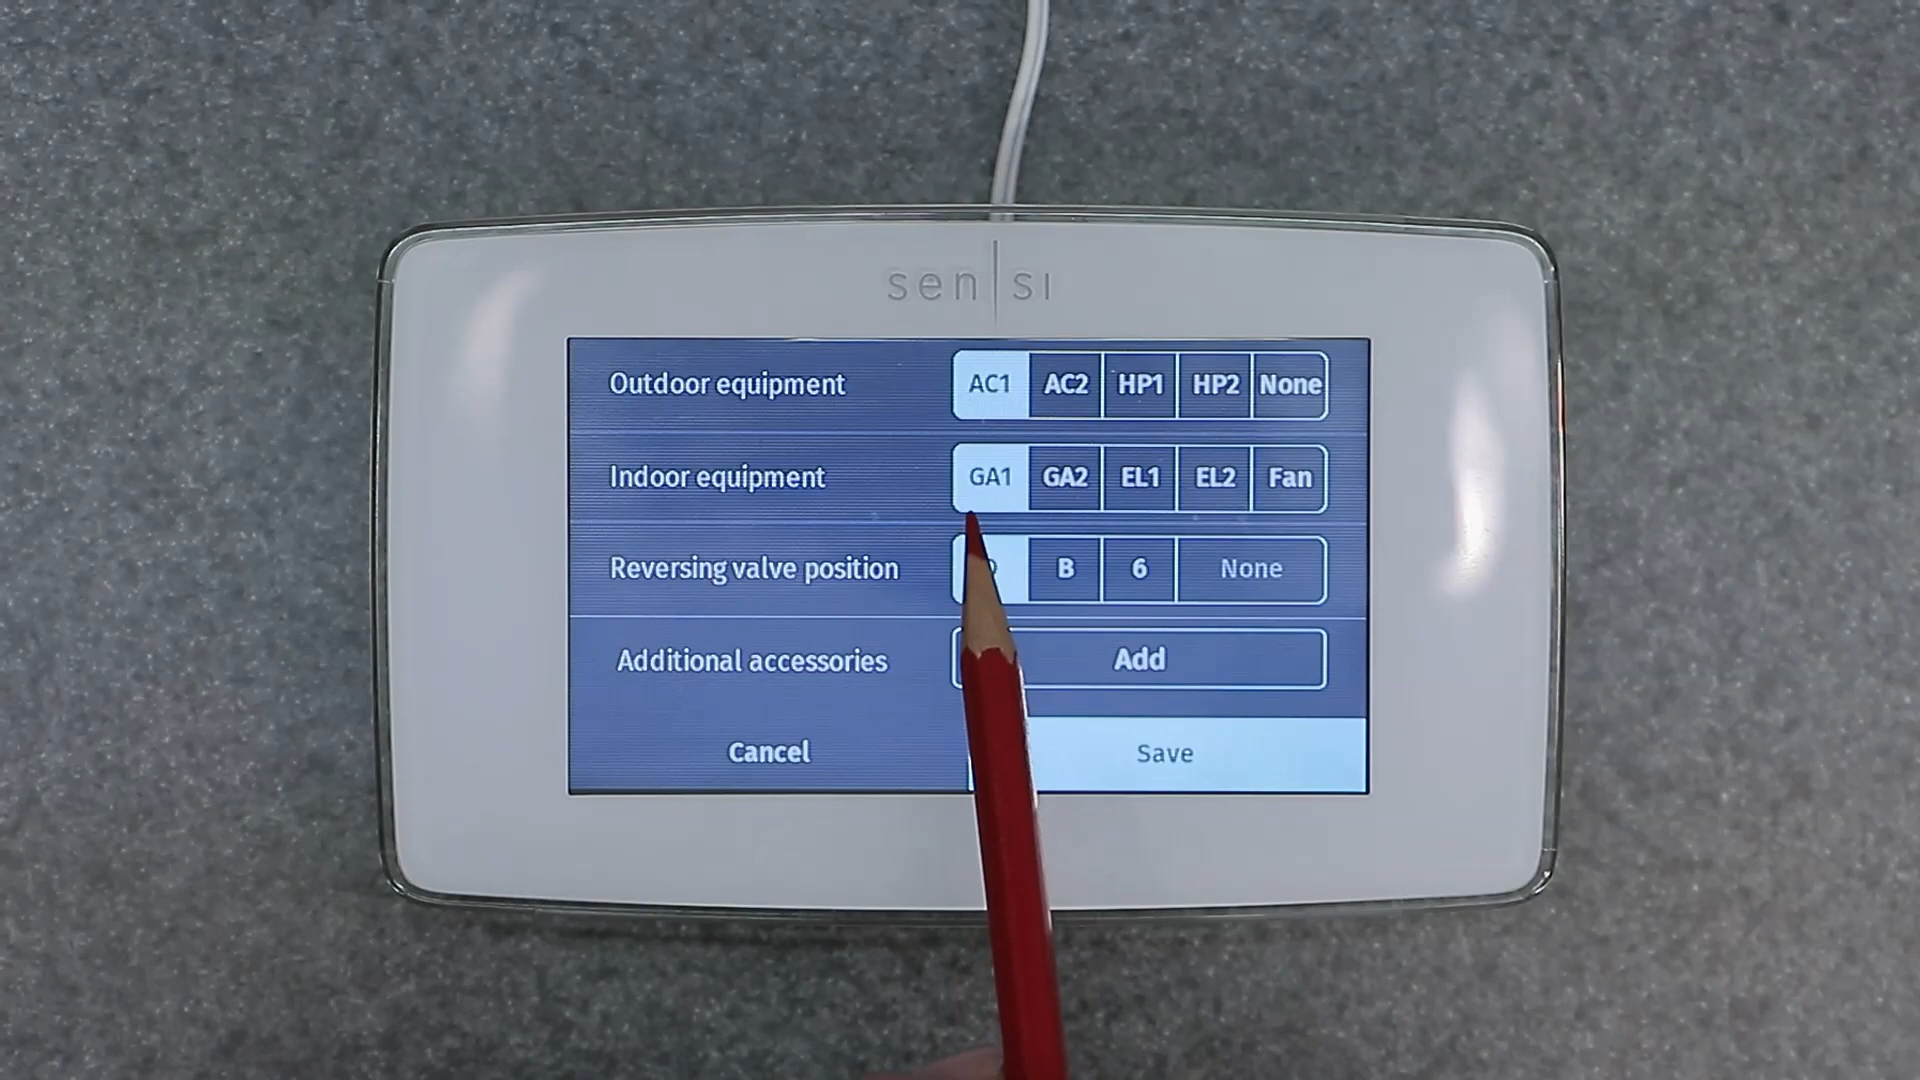 sensi
Outdoor equipment AC1 AC2 HP1 HP2 None
Indoor equipment GA1 GA2 EL1 EL2 Fan
Reversing valve position B 6 None
Additional accessories Add
Cancel Save